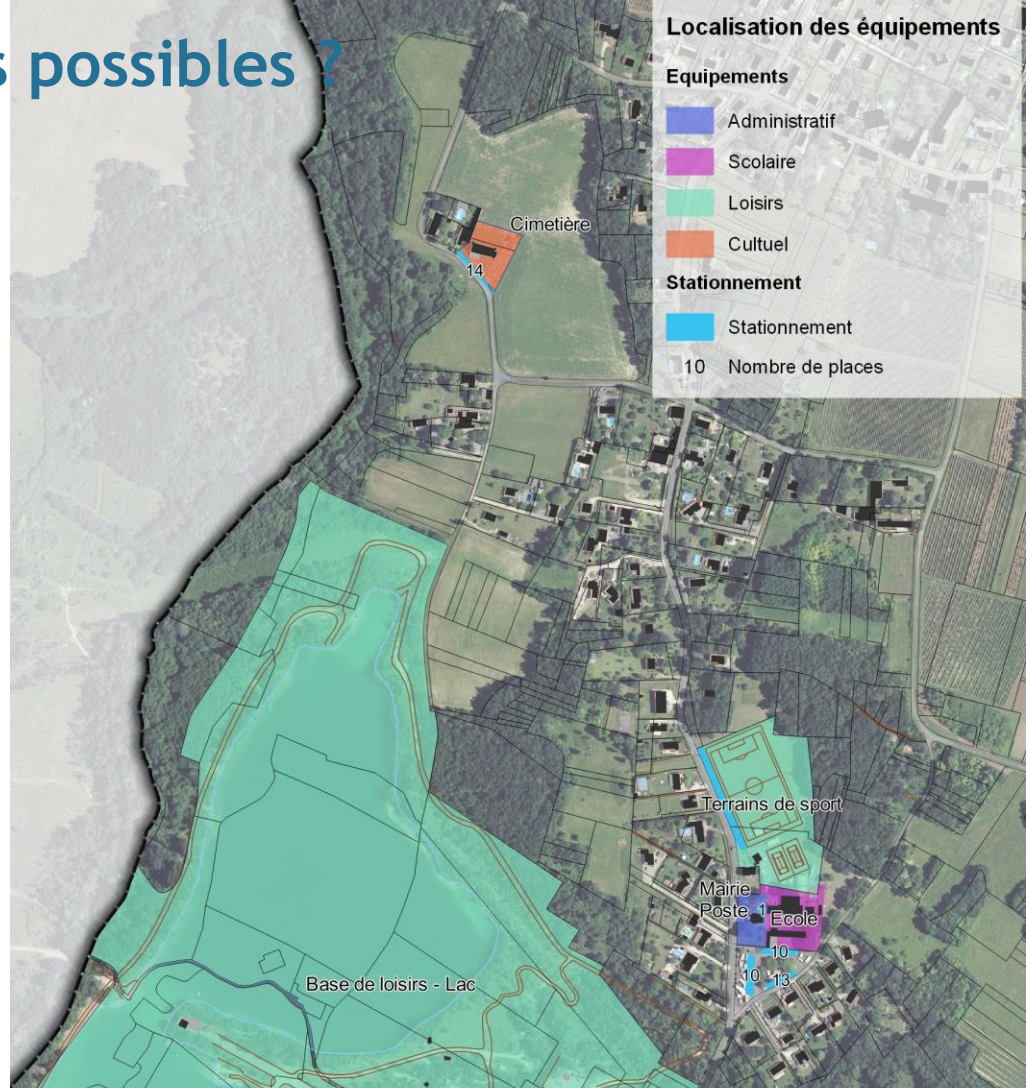 s possibles ?
Localisation des équipements
Equipements
Administratif
Scolaire
Loisirs
Cultuel
Stationnement
Stationnement
10 Nombre de places
Cimetière
14
Terrains de sport
Mairie
Poste 1
Ecole
10
10
13
Base de loisirs - Lac